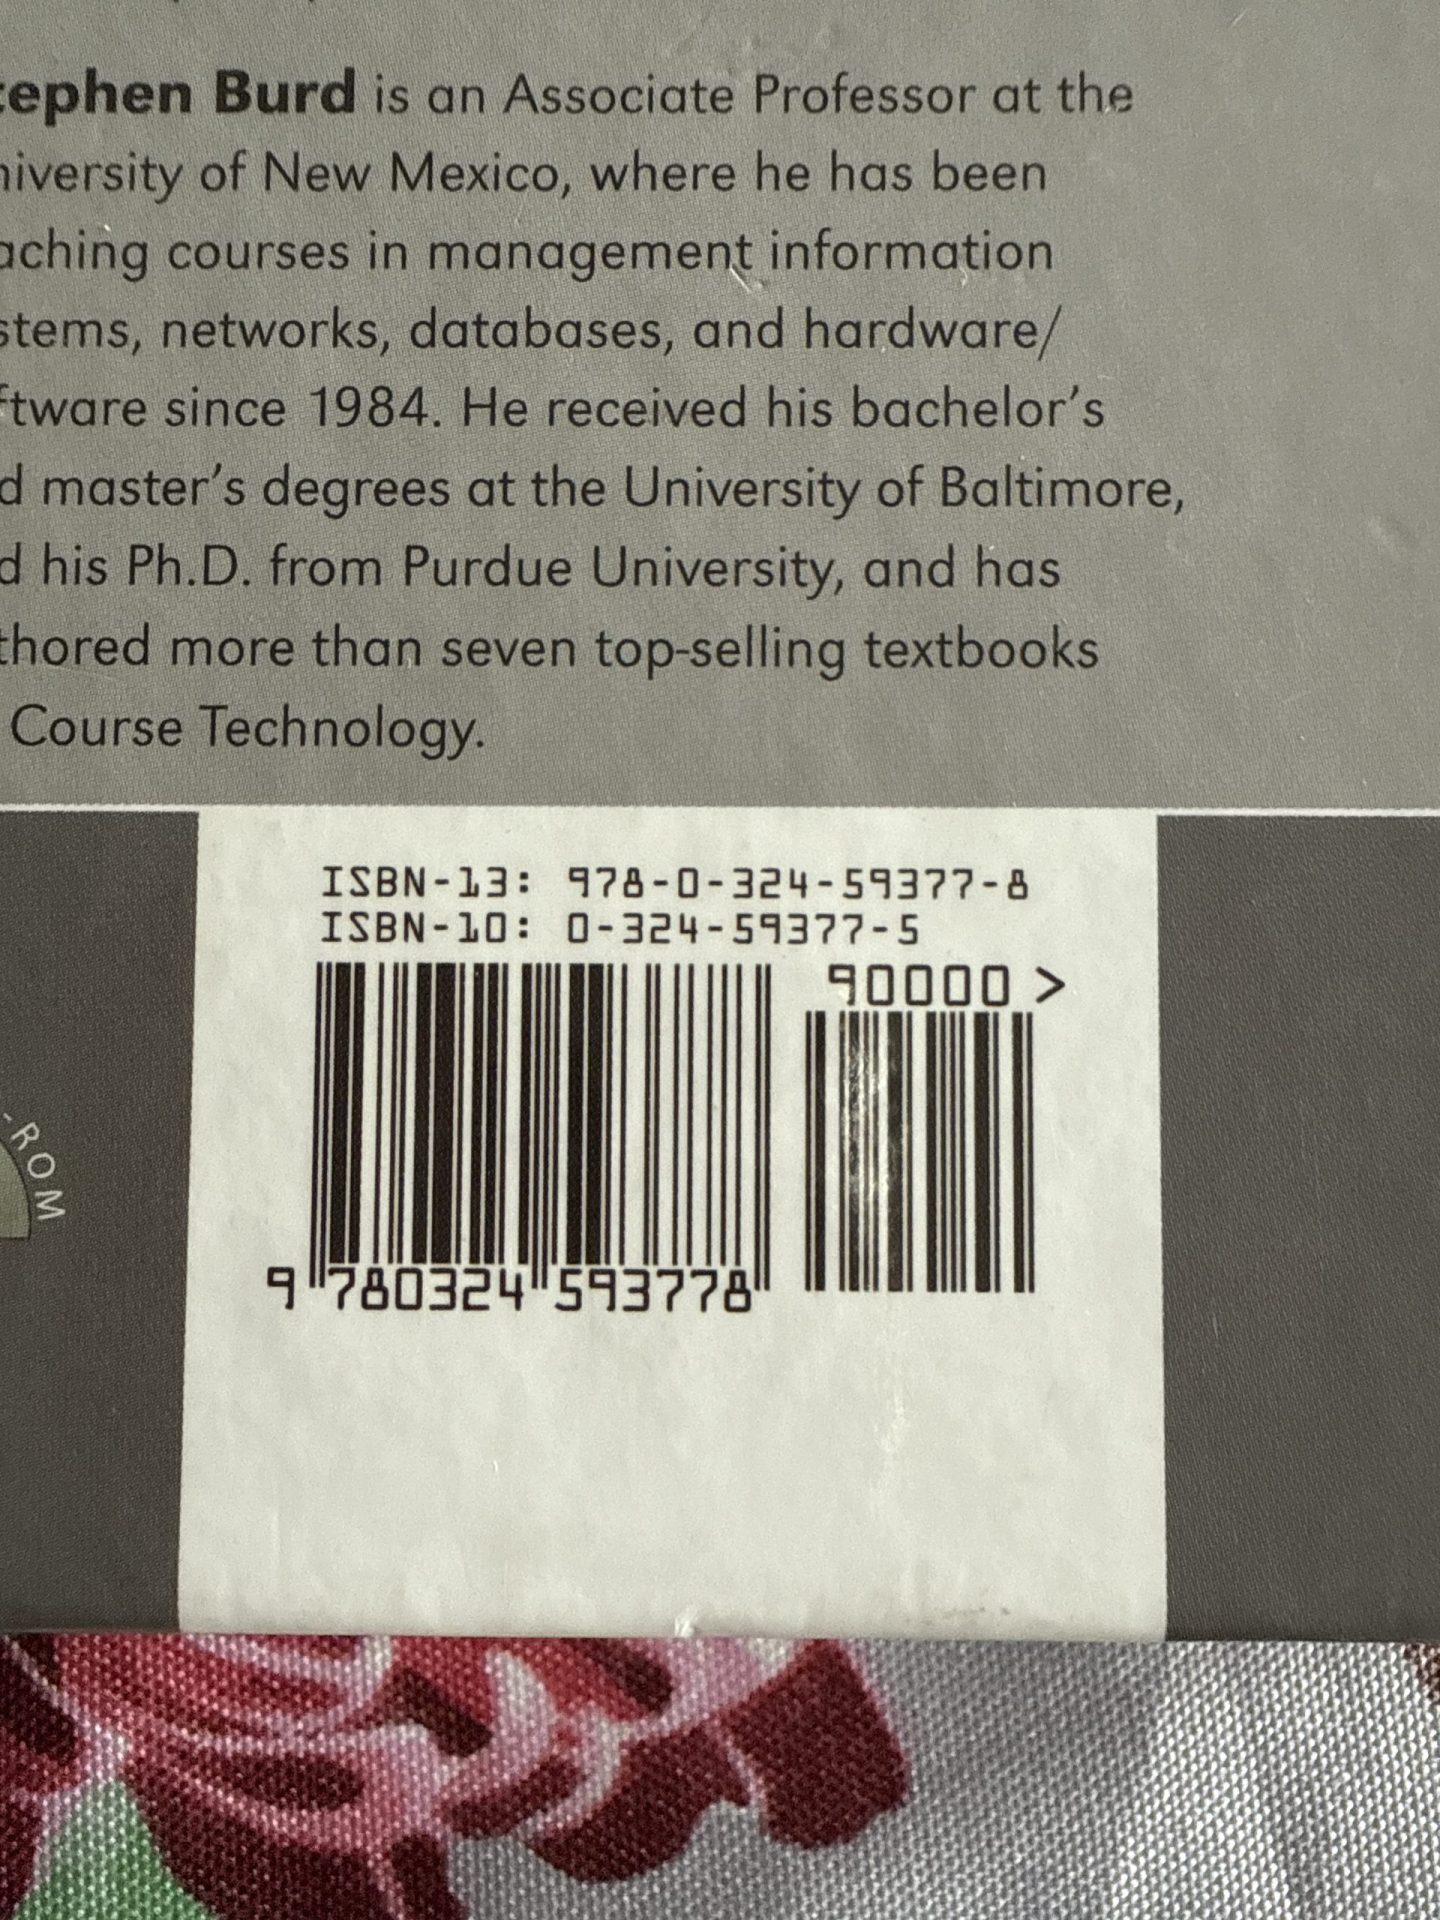 tephen Burd is an Associate Professor at the
niversity of New Mexico, where he has been
aching courses in management information
stems, networks, databases, and hardware/
ftware since 1984. He received his bachelor's
d master's degrees at the University of Baltimore,
d his Ph.D. from Purdue University, and has
thored more than seven top-selling textbooks
Course Technology.
ISBN-13: 978-0-324-59377-8
ISBN-10: 0-324-59377-5
90000>
-ROM
9 780324 593778